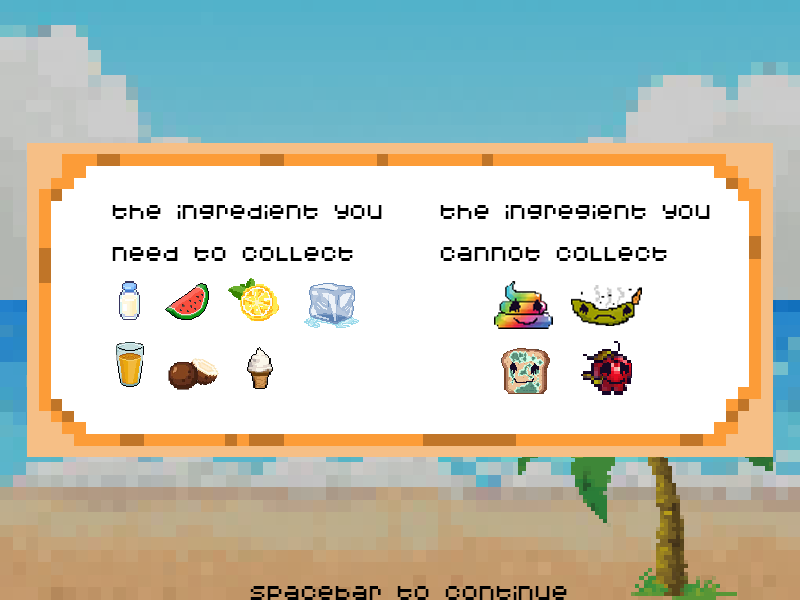 the ingredient you
need to collect
the ingregient you
cannot collect
spacebar to continue